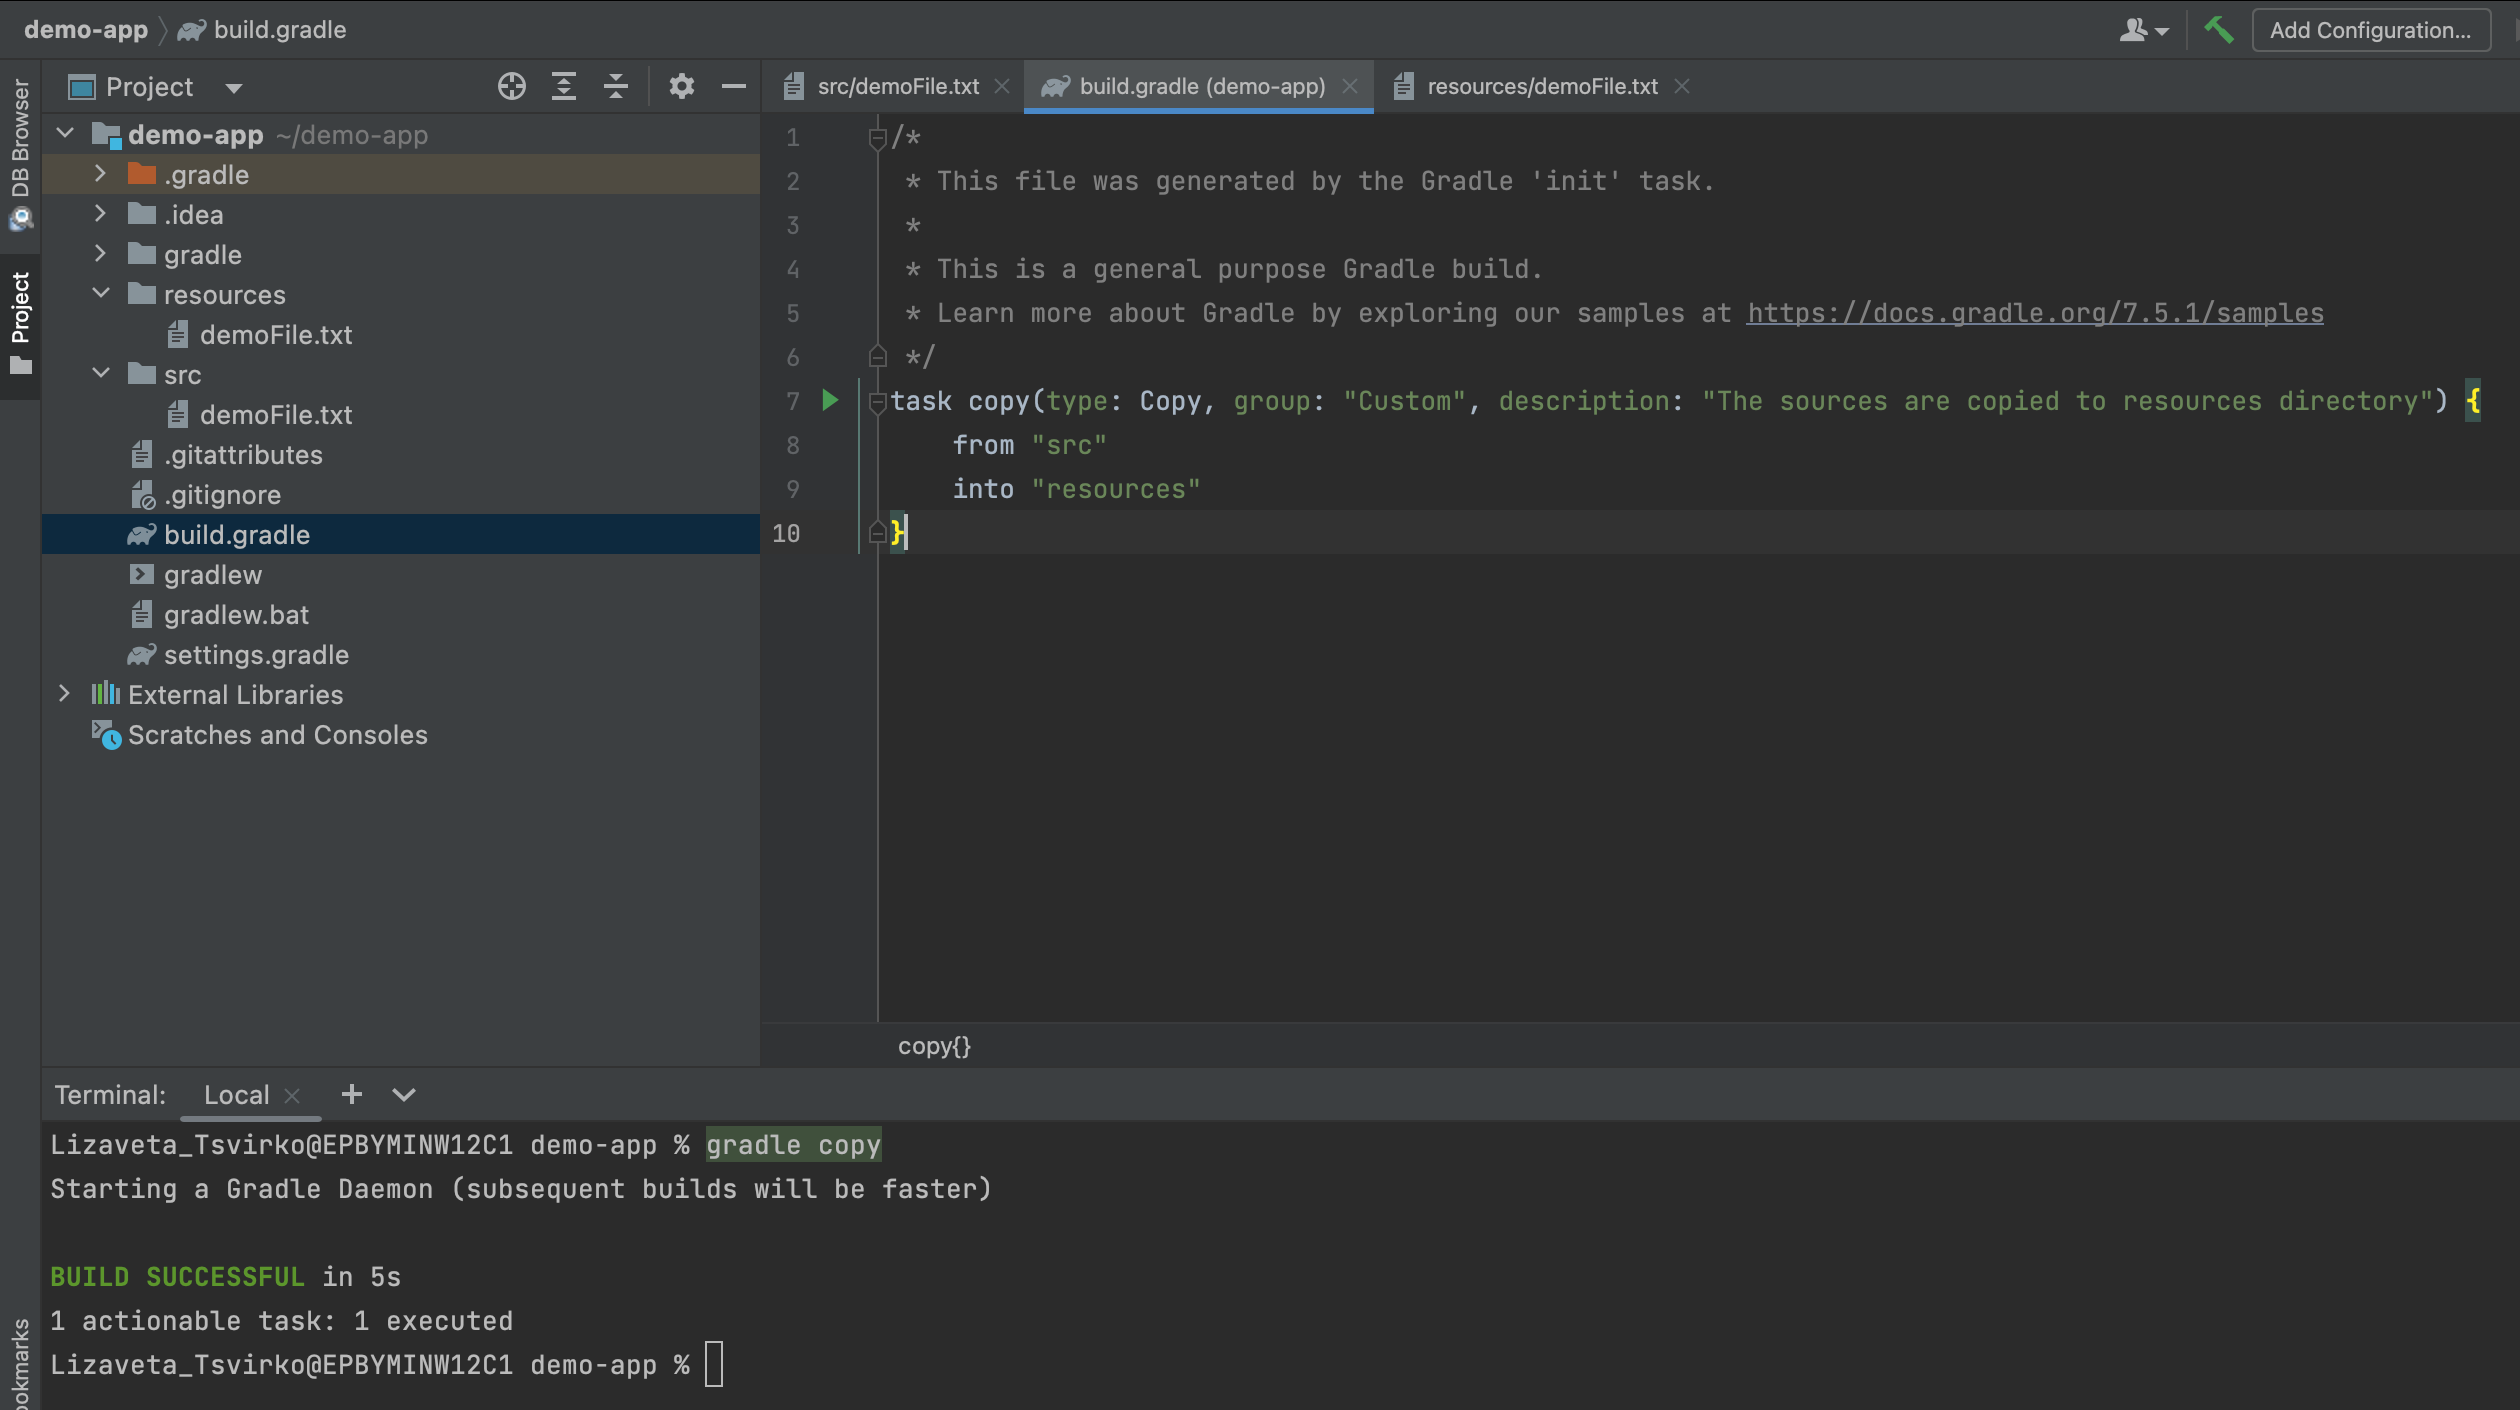 demo-app build.gradle
Add Configuration...
DB Browser
Project
Project
demo-app ~/demo-app
.gradle
.idea
gradle
resources
demoFile.txt
src
demoFile.txt
.gitattributes
.gitignore
build.gradle
gradlew
gradlew.bat
settings.gradle
External Libraries
Scratches and Consoles
src/demoFile.txt build.gradle (demo-app) resources/demoFile.txt
1 /*
2 * This file was generated by the Gradle 'init' task.
3 *
4 * This is a general purpose Gradle build.
5 * Learn more about Gradle by exploring our samples at https://docs.gradle.org/7.5.1/samples
6 */
7 task copy(type: Copy, group: "Custom", description: "The sources are copied to resources directory") {
8 from "src"
9 into "resources"
10 }
copy{}
Terminal: Local
Lizaveta_Tsvirko@EPBYMINW12C1 demo-app % gradle copy
Starting a Gradle Daemon (subsequent builds will be faster)
BUILD SUCCESSFUL in 5s
1 actionable task: 1 executed
Lizaveta_Tsvirko@EPBYMINW12C1 demo-app %